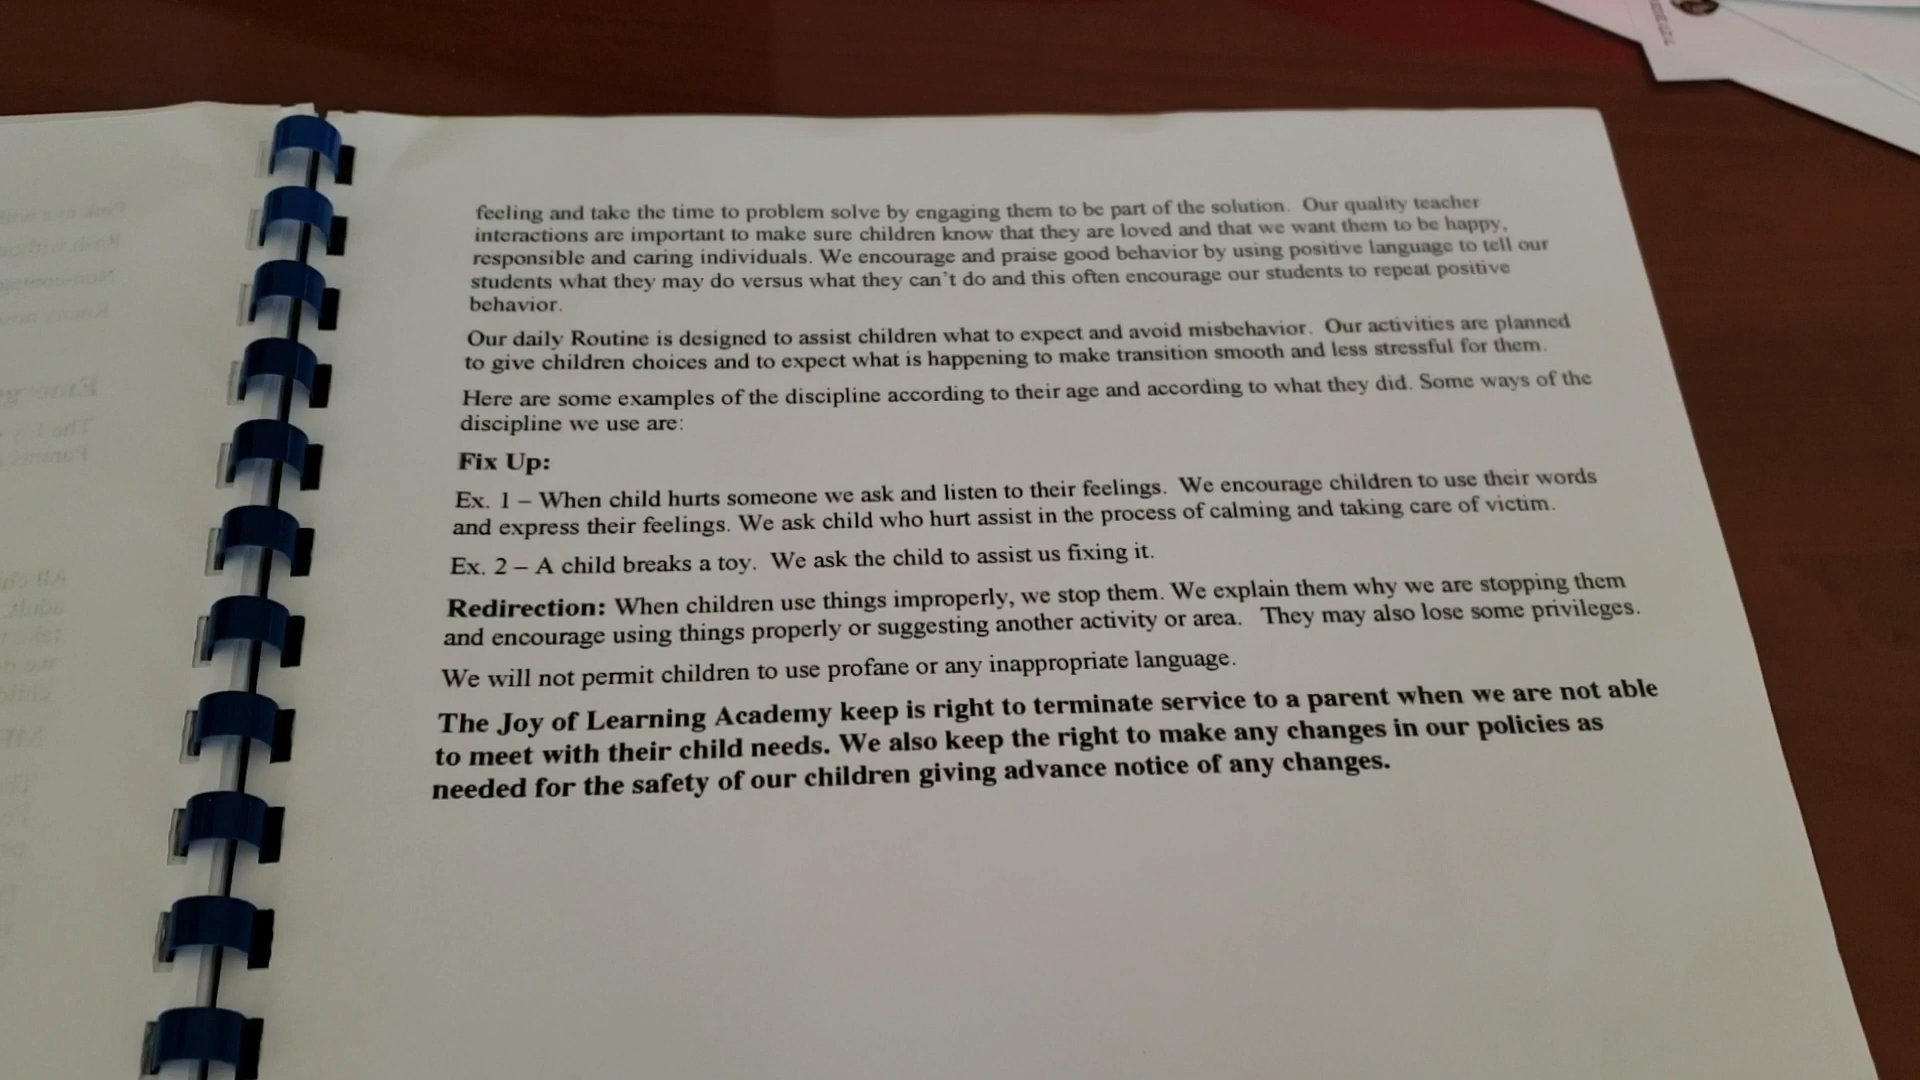 feeling and take the time to problem solve by engaging them to be part of the solution. Our quality teacher
interactions are important to make sure children know that they are loved and that we want them to be happy,
responsible and caring individuals. We encourage and praise good behavior by using positive language to tell our
students what they may do versus what they can't do and this often encourage our students to repeat positive
behavior.
Our daily Routine is designed to assist children what to expect and avoid misbehavior. Our activities are planned
to give children choices and to expect what is happening to make transition smooth and less stressful for them.
Here are some examples of the discipline according to their age and according to what they did. Some ways of the
discipline we use are:
Fix Up:
Ex. 1 – When child hurts someone we ask and listen to their feelings. We encourage children to use their words
and express their feelings. We ask child who hurt assist in the process of calming and taking care of victim.
Ex. 2 – A child breaks a toy. We ask the child to assist us fixing it.
Redirection: When children use things improperly, we stop them. We explain them why we are stopping them
and encourage using things properly or suggesting another activity or area. They may also lose some privileges.
We will not permit children to use profane or any inappropriate language.
The Joy of Learning Academy keep is right to terminate service to a parent when we are not able
to meet with their child needs. We also keep the right to make any changes in our policies as
needed for the safety of our children giving advance notice of any changes.